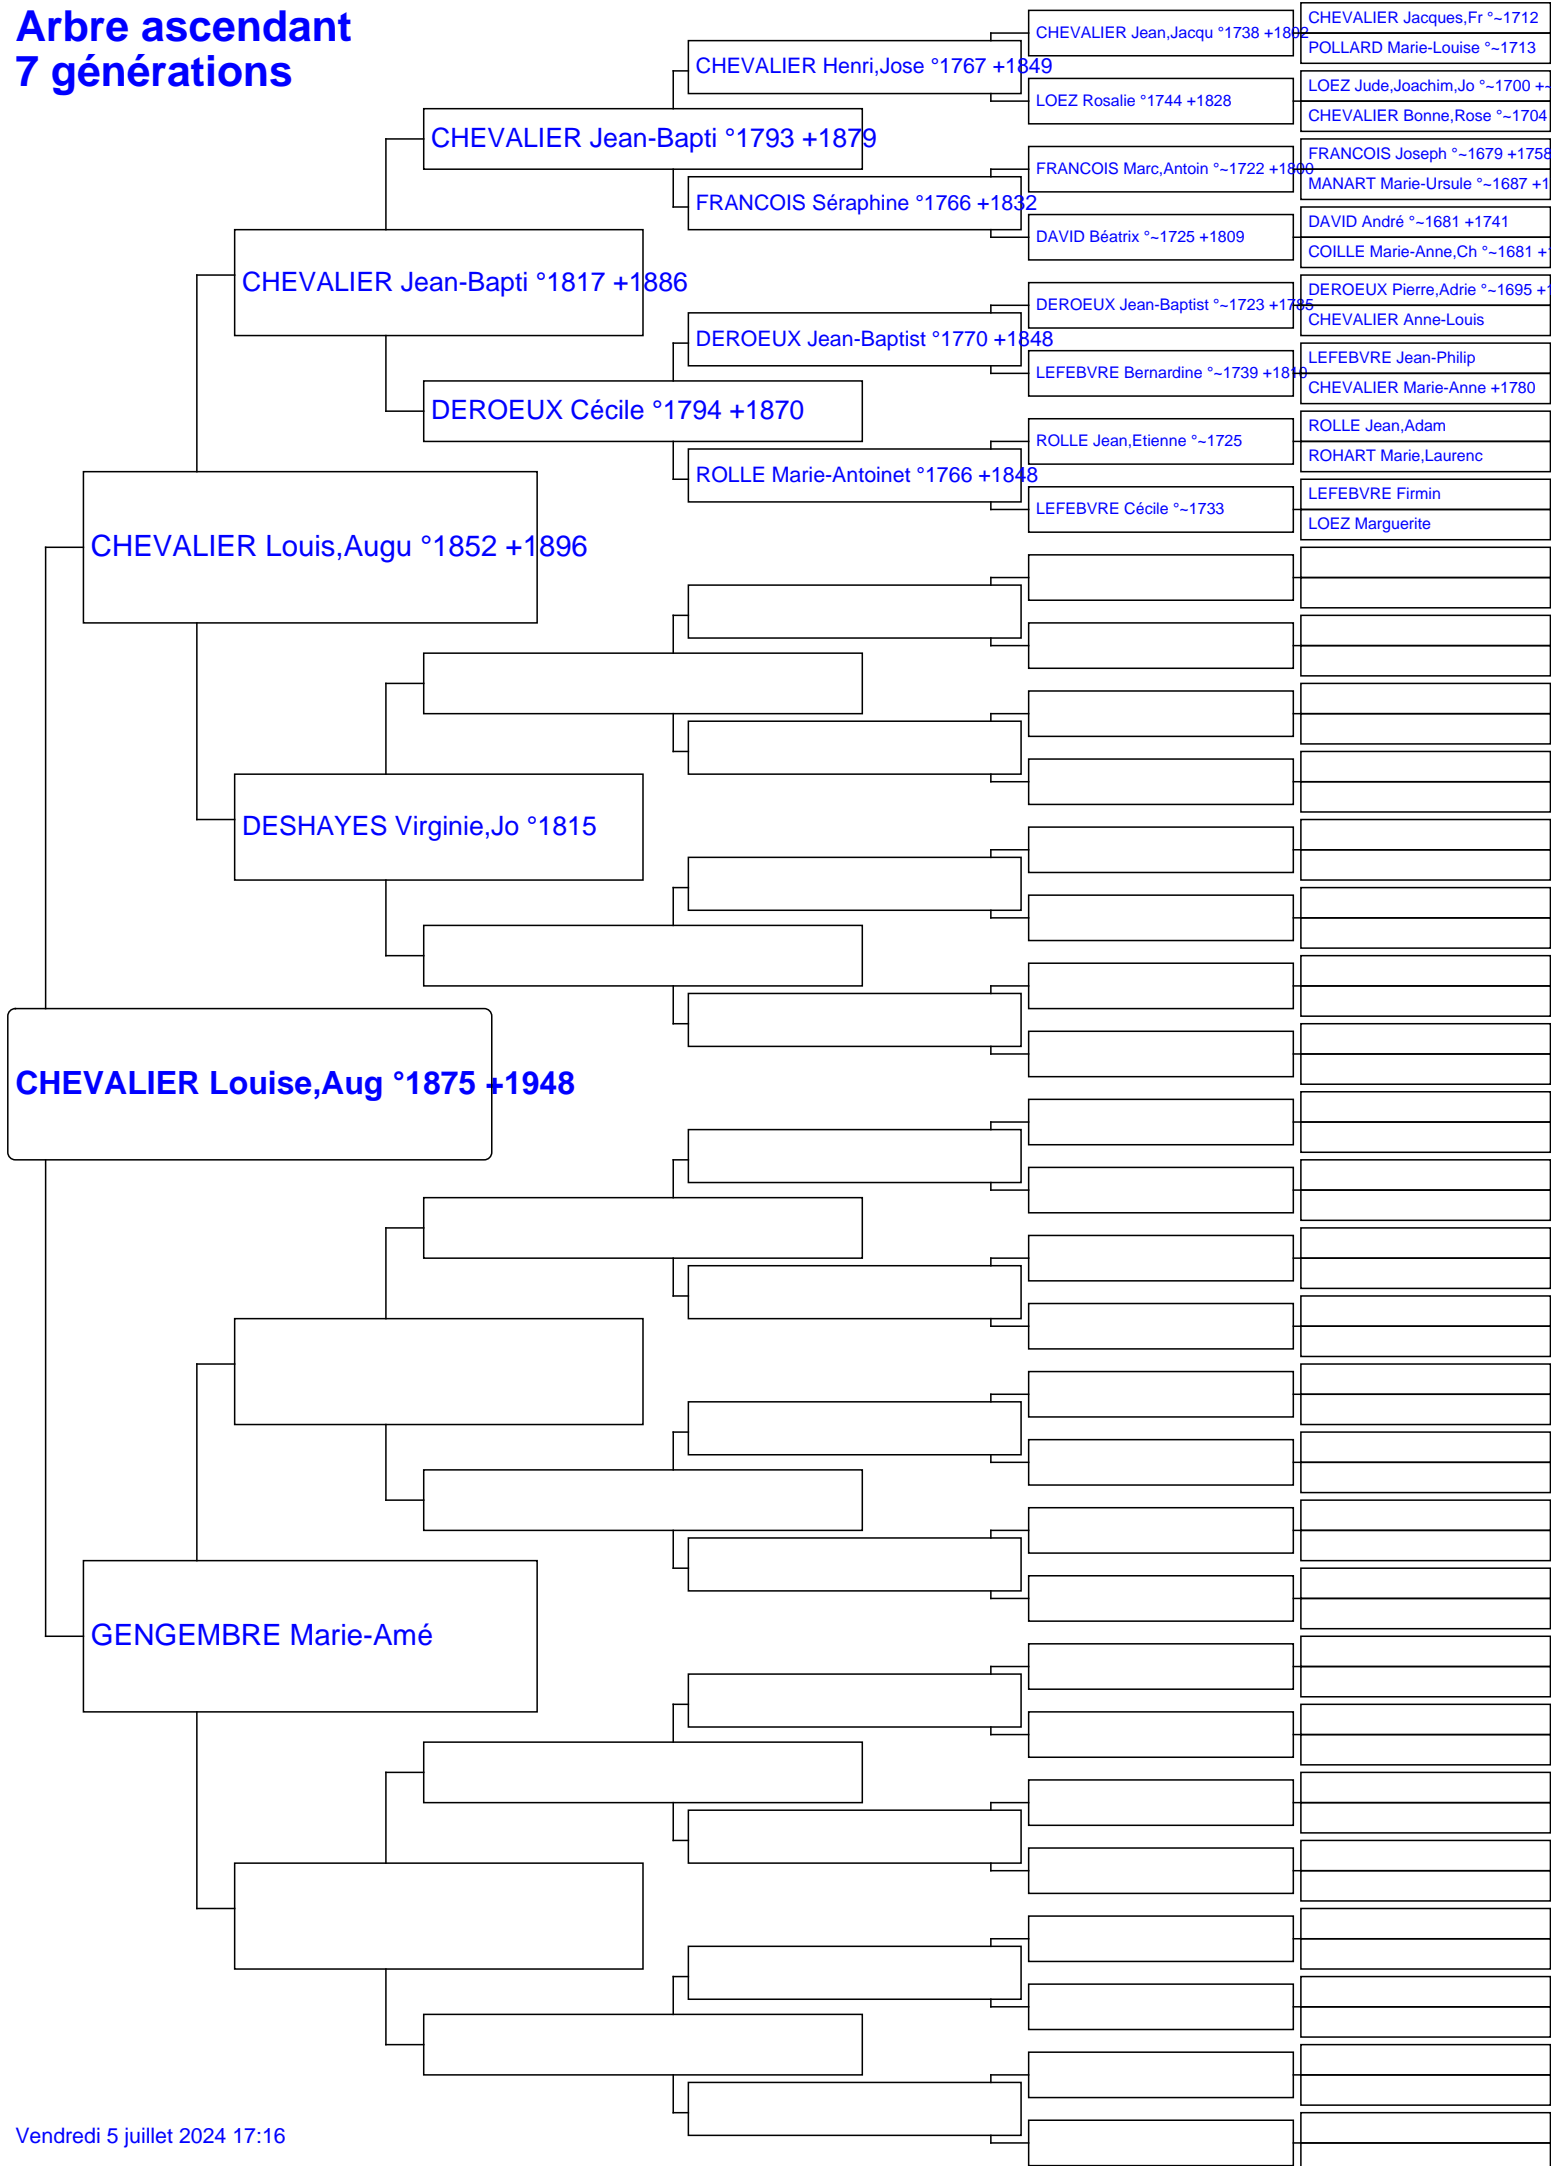 Arbre ascendant
7 générations
CHEVALIER Jacques,Fr °~1712
CHEVALIER Jean,Jacqu °1738 +1802
POLLARD Marie-Louise °~1713
CHEVALIER Henri,Jose °1767 +1849
LOEZ Jude,Joachim,Jo °~1700 +~
LOEZ Rosalie °1744 +1828
CHEVALIER Bonne,Rose °~1704
CHEVALIER Jean-Bapti °1793 +1879
FRANCOIS Joseph °~1679 +1758
FRANCOIS Marc,Antoin °~1722 +1800
MANART Marie-Ursule °~1687 +1
FRANCOIS Séraphine °1766 +1832
DAVID André °~1681 +1741
DAVID Béatrix °~1725 +1809
COILLE Marie-Anne,Ch °~1681 +1
CHEVALIER Jean-Bapti °1817 +1886
DEROEUX Pierre,Adrie °~1695 +1
DEROEUX Jean-Baptist °~1723 +1785
CHEVALIER Anne-Louis
DEROEUX Jean-Baptist °1770 +1848
LEFEBVRE Jean-Philip
LEFEBVRE Bernardine °~1739 +1810
CHEVALIER Marie-Anne +1780
DEROEUX Cécile °1794 +1870
ROLLE Jean,Adam
ROLLE Jean,Etienne °~1725
ROHART Marie,Laurenc
ROLLE Marie-Antoinet °1766 +1848
LEFEBVRE Firmin
LEFEBVRE Cécile °~1733
LOEZ Marguerite
CHEVALIER Louis,Augu °1852 +1896
DESHAYES Virginie,Jo °1815
CHEVALIER Louise,Aug °1875 +1948
GENGEMBRE Marie-Amé
Vendredi 5 juillet 2024 17:16